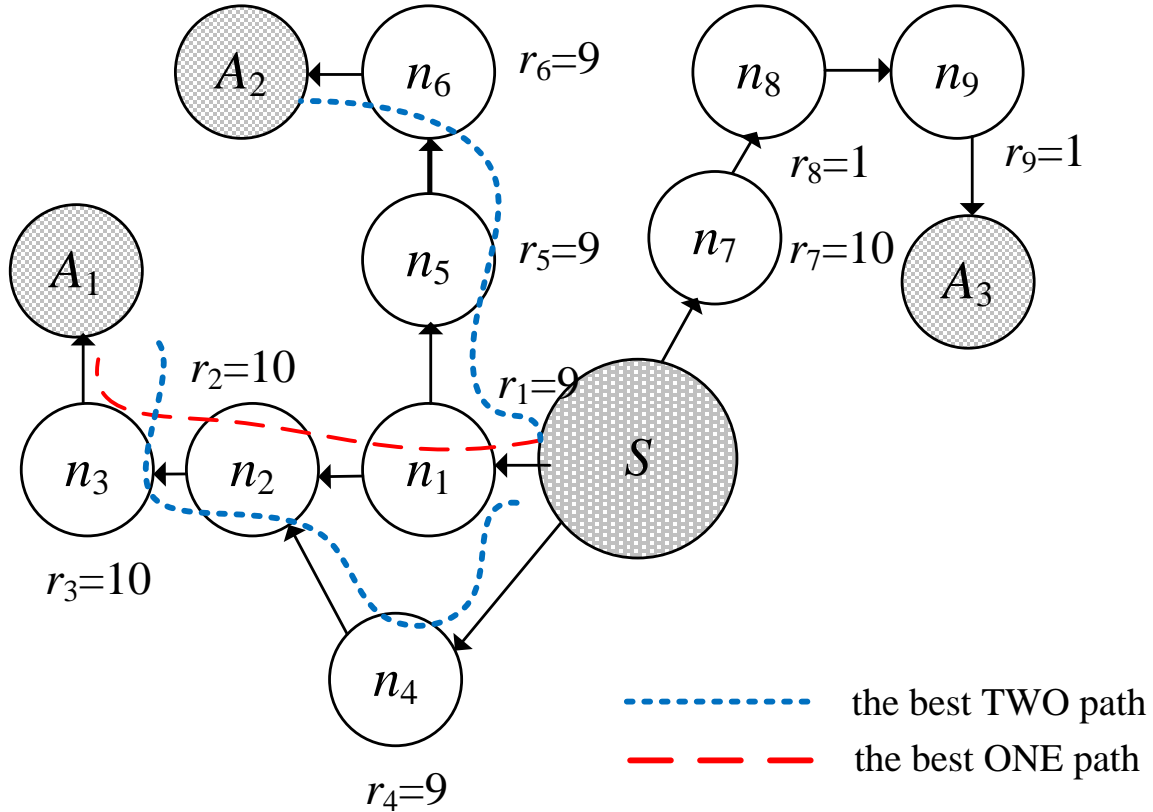 A2
n6
r6=9
n8
n9
r8=1
r9=1
A1
n5
r5=9
n7
r7=10
A3
r2=10
r1=9
n3
n2
n1
S
r3=10
n4
r4=9
the best TWO path
the best ONE path